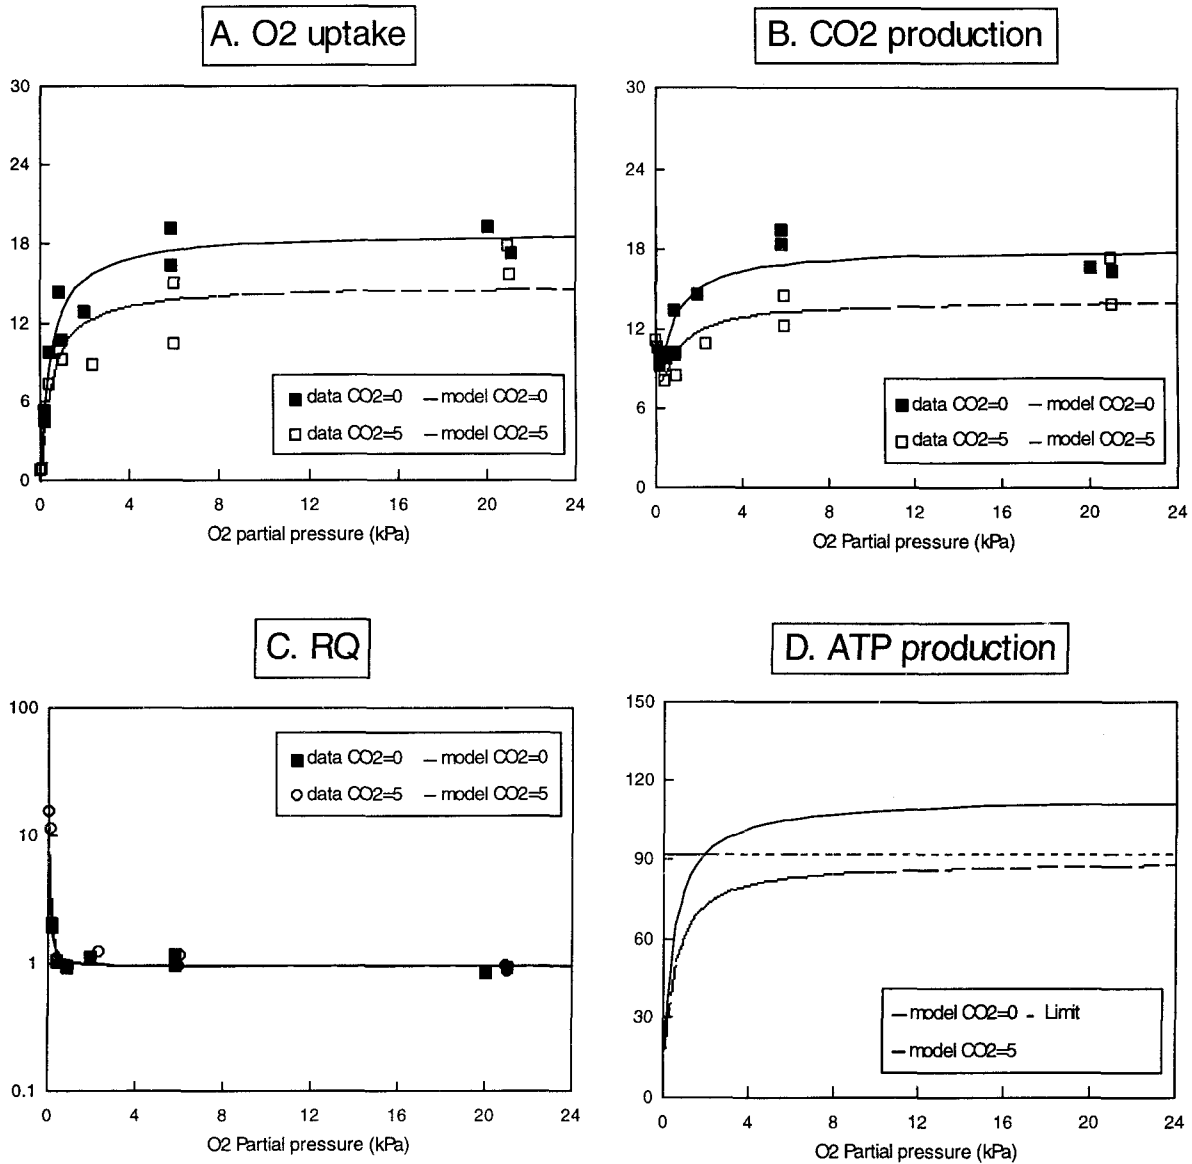 A. O2 uptake
30
24
18
12
6
0
■ data CO2=0 — model CO2=0
□ data CO2=5 — model CO2=5
0 4 8 12 16 20 24
O2 partial pressure (kPa)
B. CO2 production
30
24
18
12
6
0
■ data CO2=0 — model CO2=0
□ data CO2=5 — model CO2=5
0 4 8 12 16 20 24
O2 Partial pressure (kPa)
C. RQ
100
10
1
0.1
■ data CO2=0 — model CO2=0
○ data CO2=5 — model CO2=5
0 4 8 12 16 20 24
O2 Partial pressure (kPa)
D. ATP production
150
120
90
60
30
0
— model CO2=0 - Limit
— model CO2=5
0 4 8 12 16 20 24
O2 Partial pressure (kPa)